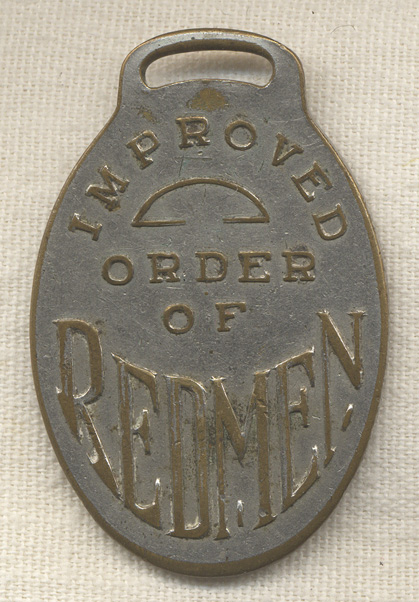 IMPROVED
ORDER
OF
REDMEN